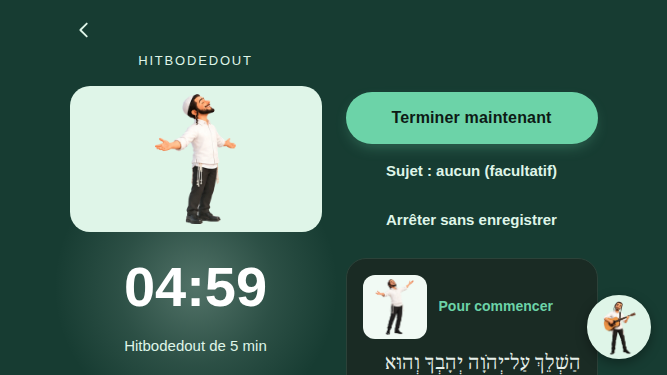 HITBODEDOUT
04:59
Hitbodedout de 5 min
Terminer maintenant
Sujet : aucun (facultatif)
Arrêter sans enregistrer
Pour commencer
הַשְׁלֵךְ עַל־יְהֹוָה יְהָבְךָ וְהוּא